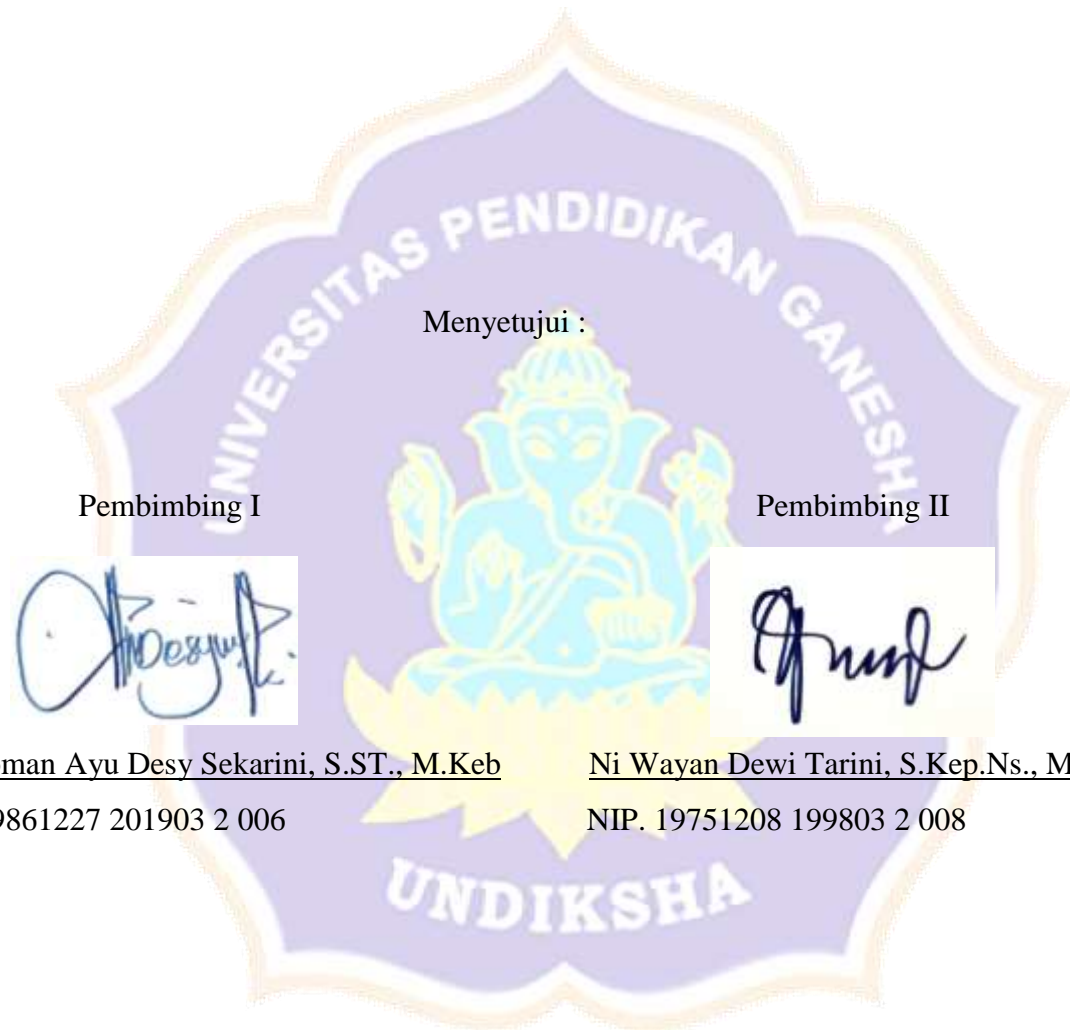 UNIVERSITAS PENDIDIKAN GANESHA
Menyetujui :
Pembimbing I
Pembimbing II
oman Ayu Desy Sekarini, S.ST., M.Keb
Ni Wayan Dewi Tarini, S.Kep.Ns., M
9861227 201903 2 006
NIP. 19751208 199803 2 008
UNDIKSHA